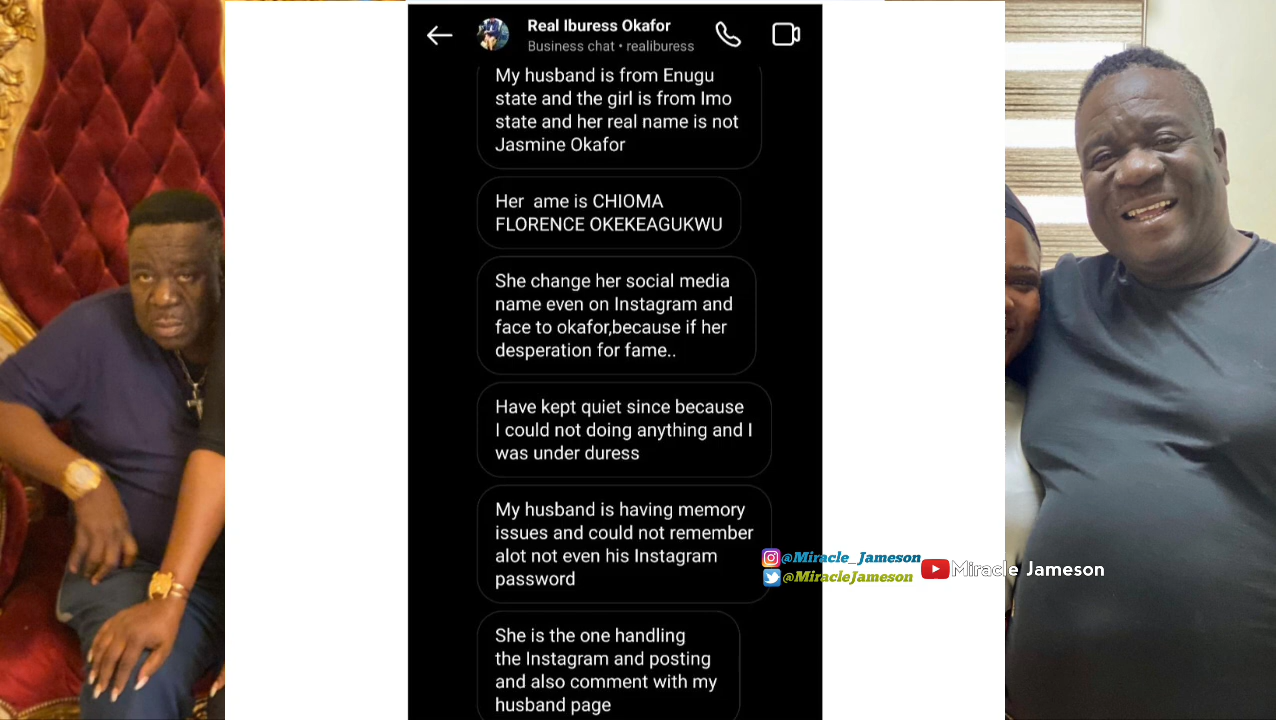 Real Iburess Okafor
Business chat • realiburess
My husband is from Enugu
state and the girl is from Imo
state and her real name is not
Jasmine Okafor
Her ame is CHIOMA
FLORENCE OKEKEAGUKWU
She change her social media
name even on Instagram and
face to okafor,because if her
desperation for fame..
Have kept quiet since because
I could not doing anything and I
was under duress
My husband is having memory
issues and could not remember
alot not even his Instagram
password
She is the one handling
the Instagram and posting
and also comment with my
husband page
@Miracle_Jameson
@MiracleJameson
Miracle Jameson